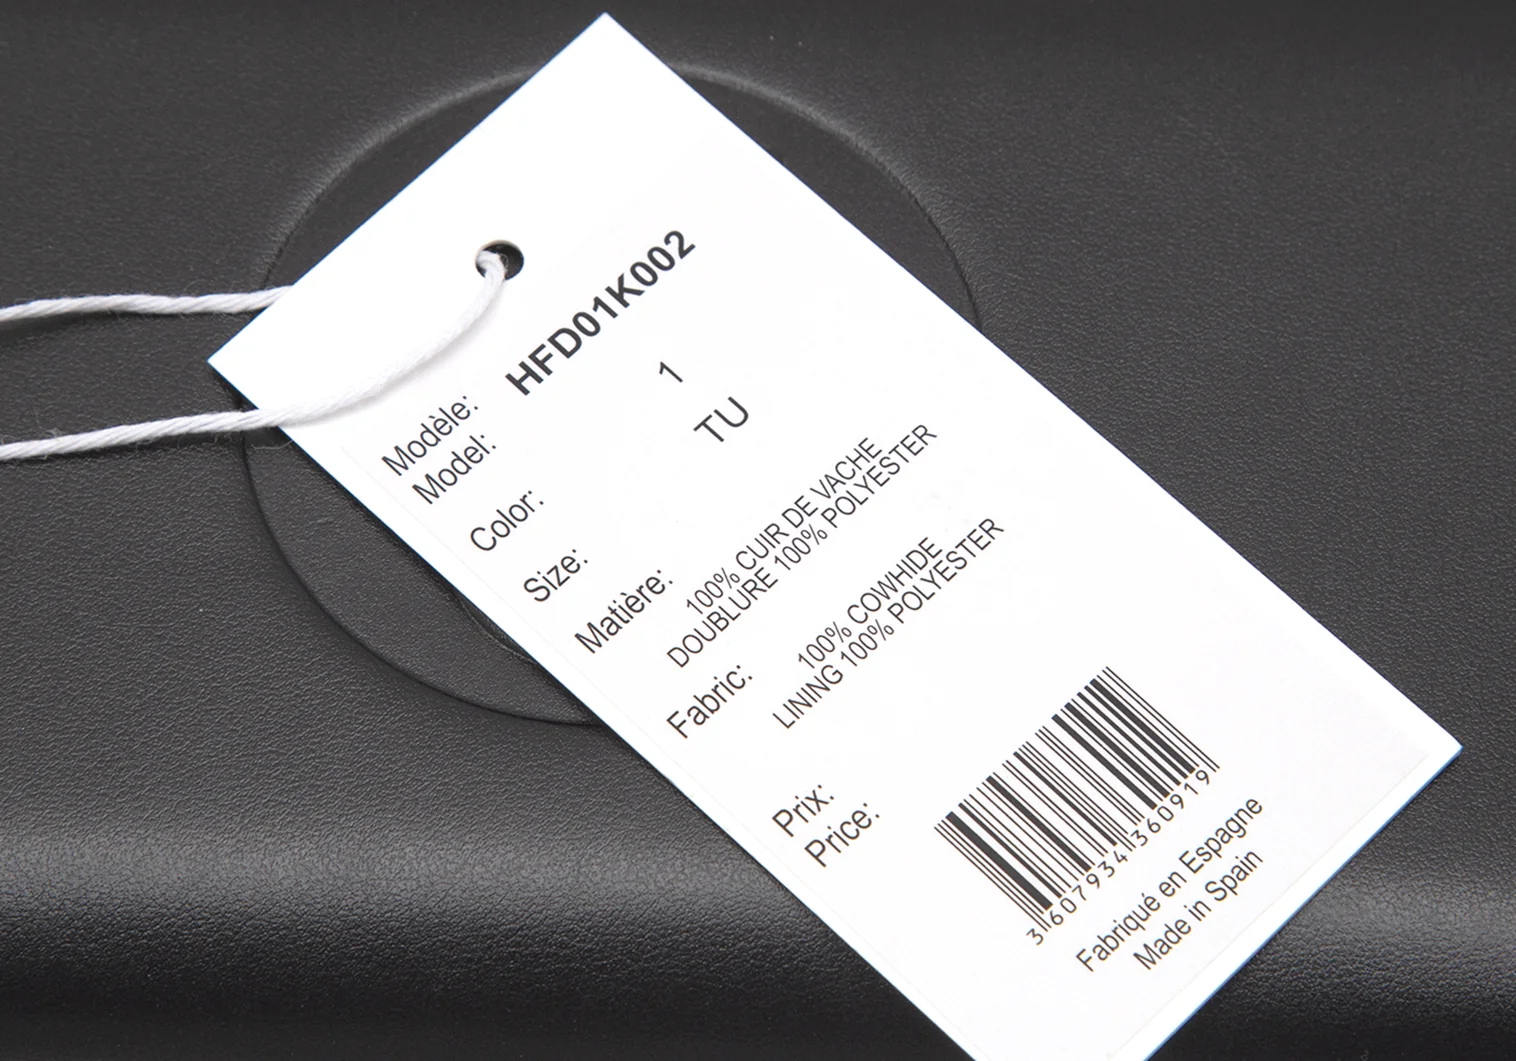 Modèle: HFD01K002
Model:
Color: 1
Size: TU
Matière: 100% CUIR DE VACHE
DOUBLURE 100% POLYESTER
Fabric: 100% COWHIDE
LINING 100% POLYESTER
Prix:
Price:
3607934360919
Fabriqué en Espagne
Made in Spain